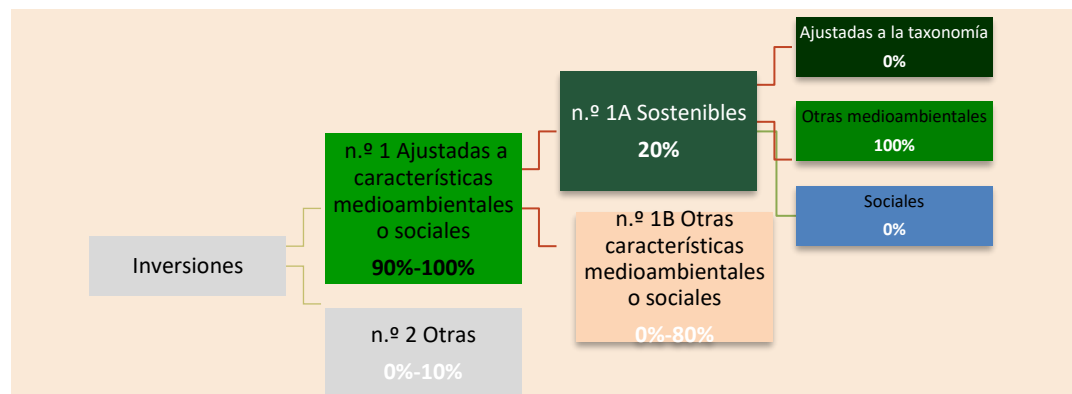 Inversiones
n.º 1 Ajustadas a
características
medioambientales
o sociales
90%-100%
n.º 2 Otras
0%-10%
n.º 1A Sostenibles
20%
n.º 1B Otras
características
medioambientales
o sociales
0%-80%
Ajustadas a la taxonomía
0%
Otras medioambientales
100%
Sociales
0%